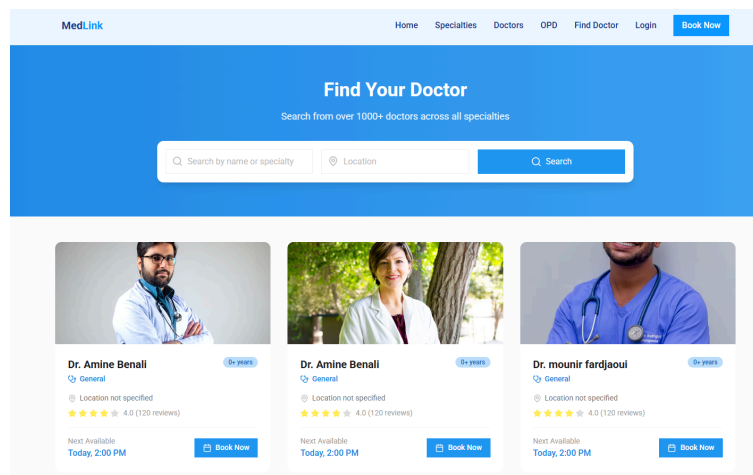 MedLink
Home Specialties Doctors OPD Find Doctor Login Book Now
Find Your Doctor
Search from over 1000+ doctors across all specialties
Search by name or specialty Location Search
Dr. Amine Benali 0+ years
General
Location not specified
4.0 (120 reviews)
Next Available
Today, 2:00 PM
Book Now
Dr. Amine Benali 0+ years
General
Location not specified
4.0 (120 reviews)
Next Available
Today, 2:00 PM
Book Now
Dr. mounir fardjaoui 0+ years
General
Location not specified
4.0 (120 reviews)
Next Available
Today, 2:00 PM
Book Now